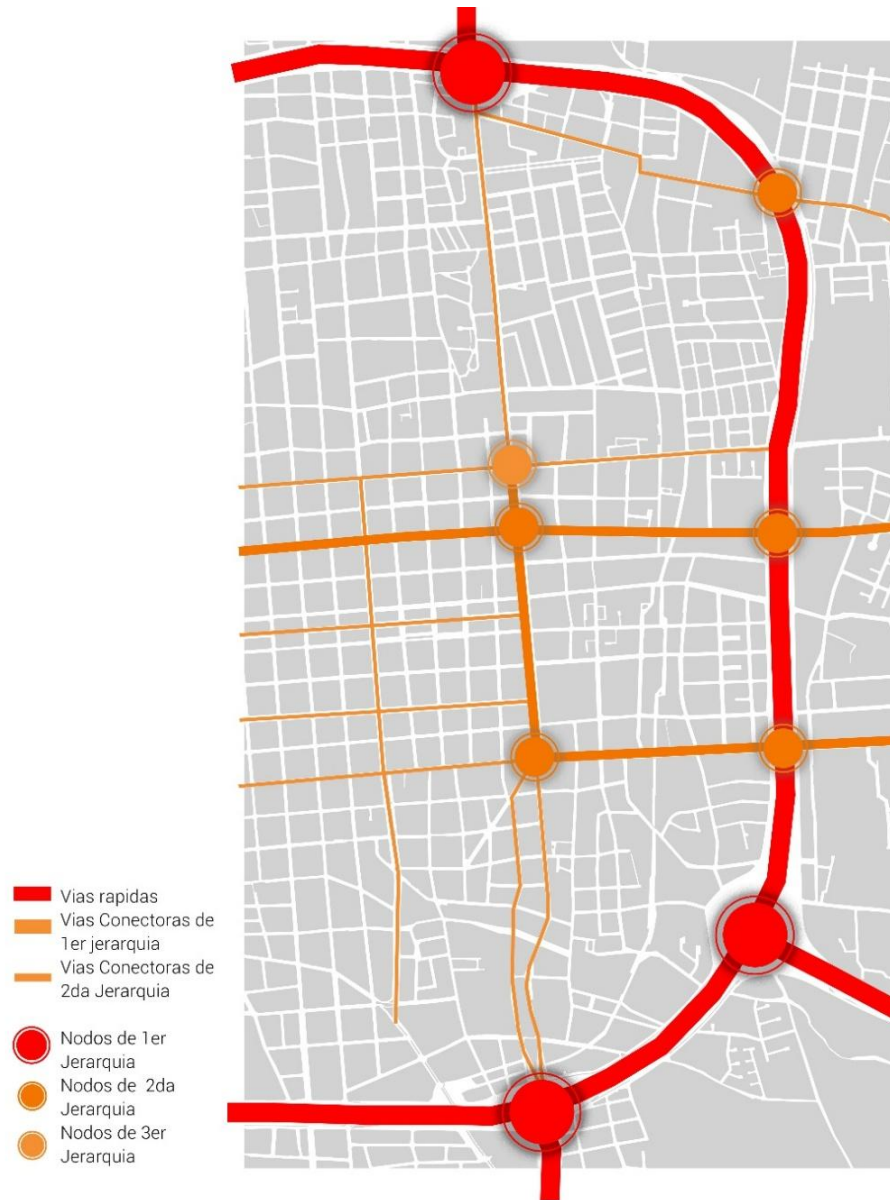 Vias rapidas
Vias Conectoras de
1er jerarquia
Vias Conectoras de
2da Jerarquia
Nodos de 1er
Jerarquia
Nodos de 2da
Jerarquia
Nodos de 3er
Jerarquia